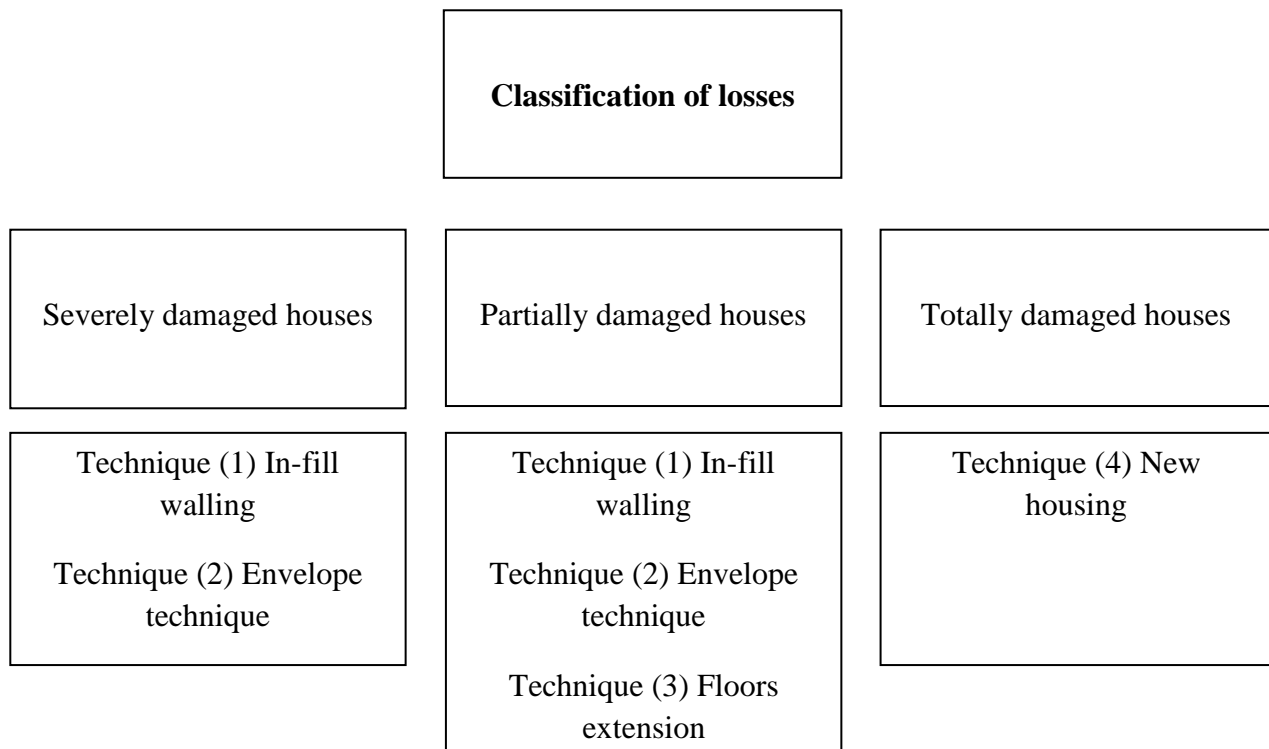 Classification of losses
Severely damaged houses
Partially damaged houses
Totally damaged houses
Technique (1) In-fill
walling
Technique (2) Envelope
technique
Technique (1) In-fill
walling
Technique (2) Envelope
technique
Technique (3) Floors
extension
Technique (4) New
housing